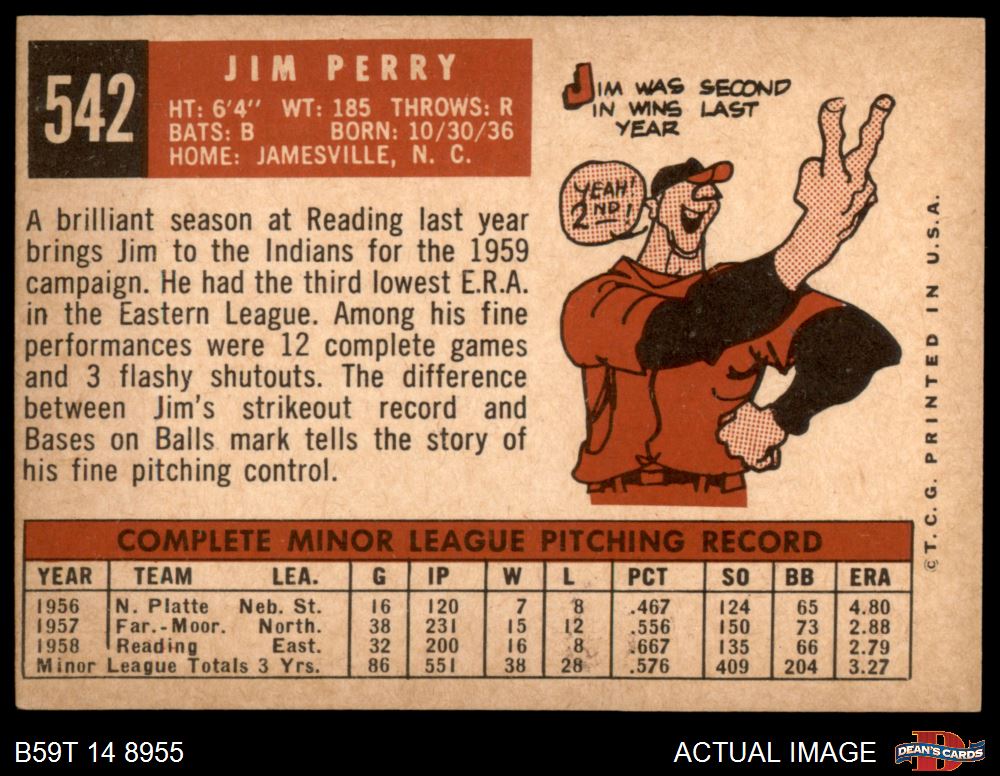 542
JIM PERRY
HT: 6'4" WT: 185 THROWS: R
BATS: B BORN: 10/30/36
HOME: JAMESVILLE, N. C.
JIM WAS SECOND
IN WINS LAST
YEAR
YEAH!
2ND!
A brilliant season at Reading last year
brings Jim to the Indians for the 1959
campaign. He had the third lowest E.R.A.
in the Eastern League. Among his fine
performances were 12 complete games
and 3 flashy shutouts. The difference
between Jim's strikeout record and
Bases on Balls mark tells the story of
his fine pitching control.
©T. C. G. PRINTED IN U. S. A.
COMPLETE MINOR LEAGUE PITCHING RECORD
YEAR TEAM LEA. G IP W L PCT SO BB ERA
1956 N. Platte Neb. St. 16 120 7 8 .467 124 65 4.80
1957 Far.-Moor. North. 38 231 15 12 .556 150 73 2.88
1958 Reading East. 32 200 16 8 .667 135 66 2.79
Minor League Totals 3 Yrs. 86 551 38 28 .576 409 204 3.27
B59T 14 8955
ACTUAL IMAGE
DEAN'S CARDS